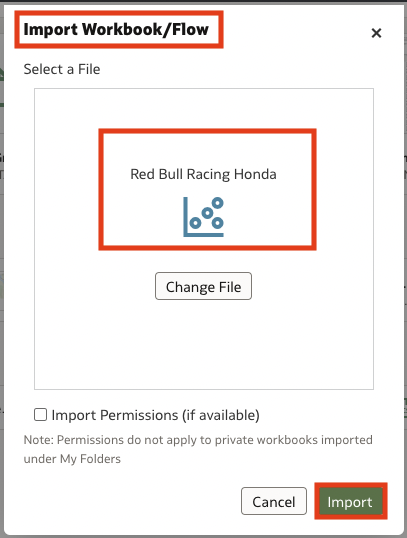 Import Workbook/Flow
Select a File
Red Bull Racing Honda
Change File
Import Permissions (if available)
Note: Permissions do not apply to private workbooks imported
under My Folders
Cancel
Import